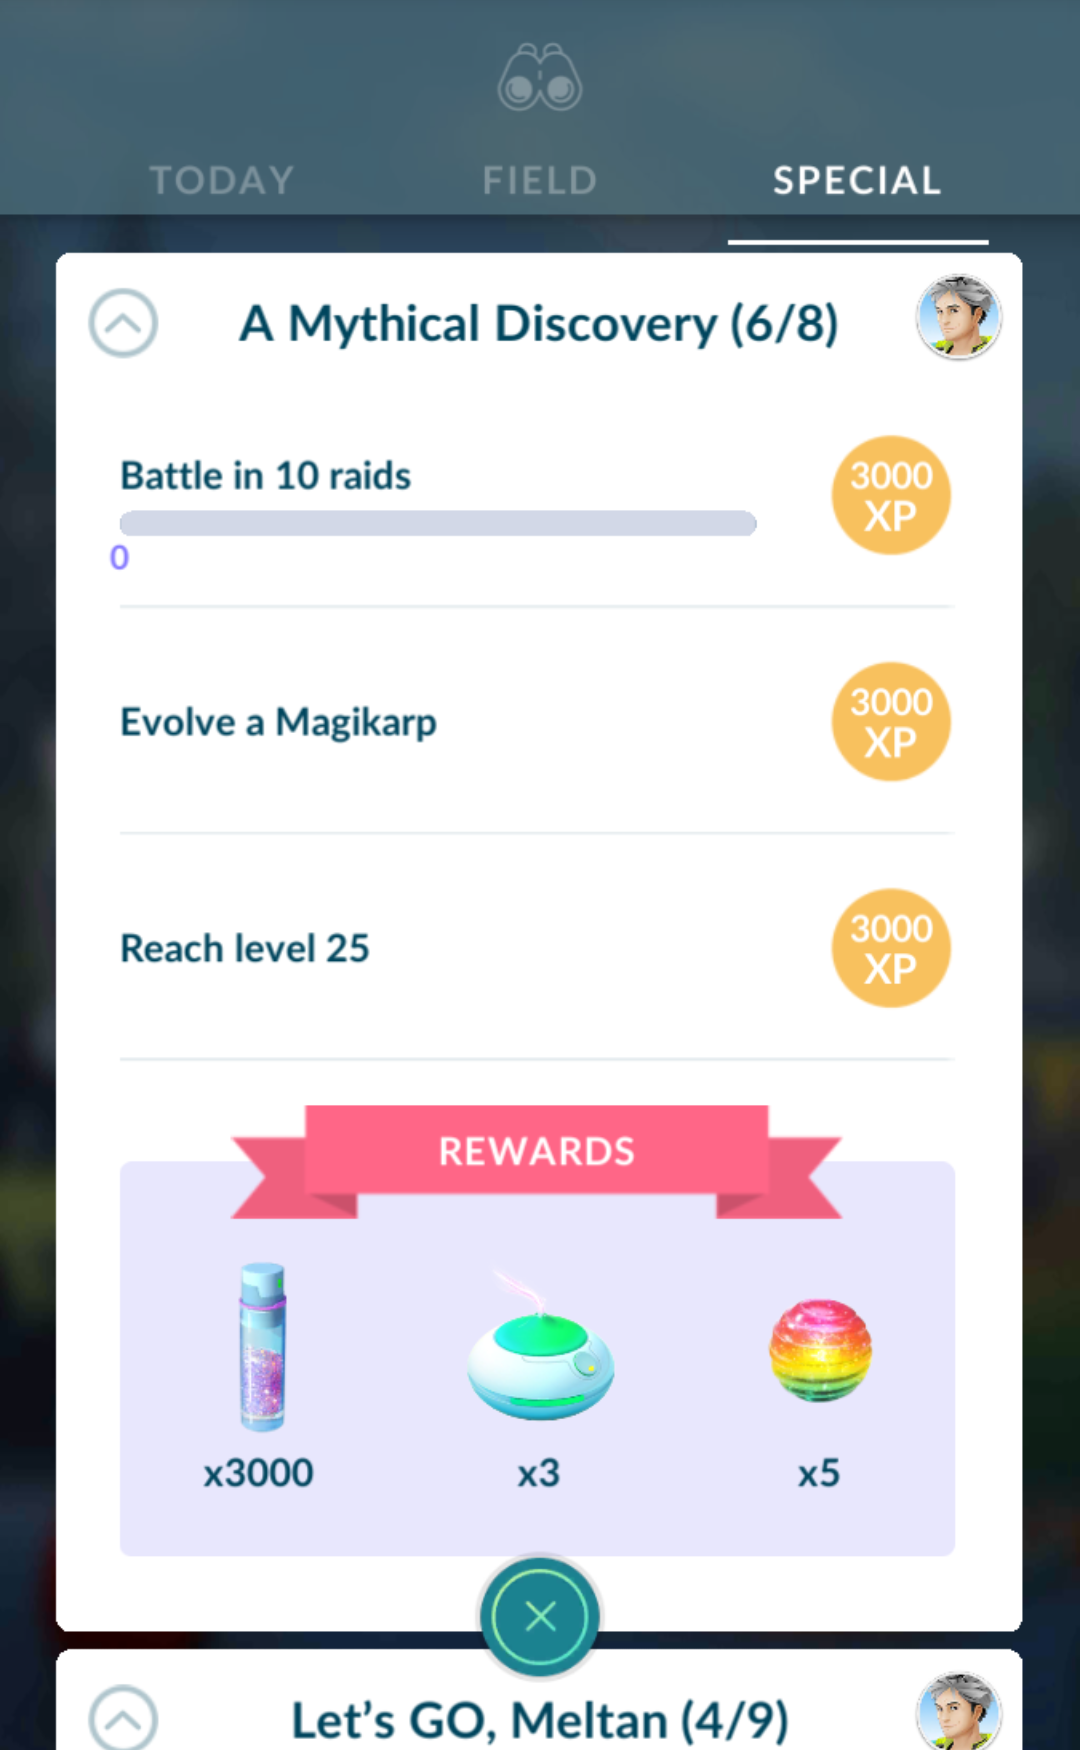 TODAY FIELD SPECIAL
A Mythical Discovery (6/8)
Battle in 10 raids
3000
XP
0
Evolve a Magikarp
3000
XP
Reach level 25
3000
XP
REWARDS
x3000 x3 x5
Let's GO, Meltan (4/9)